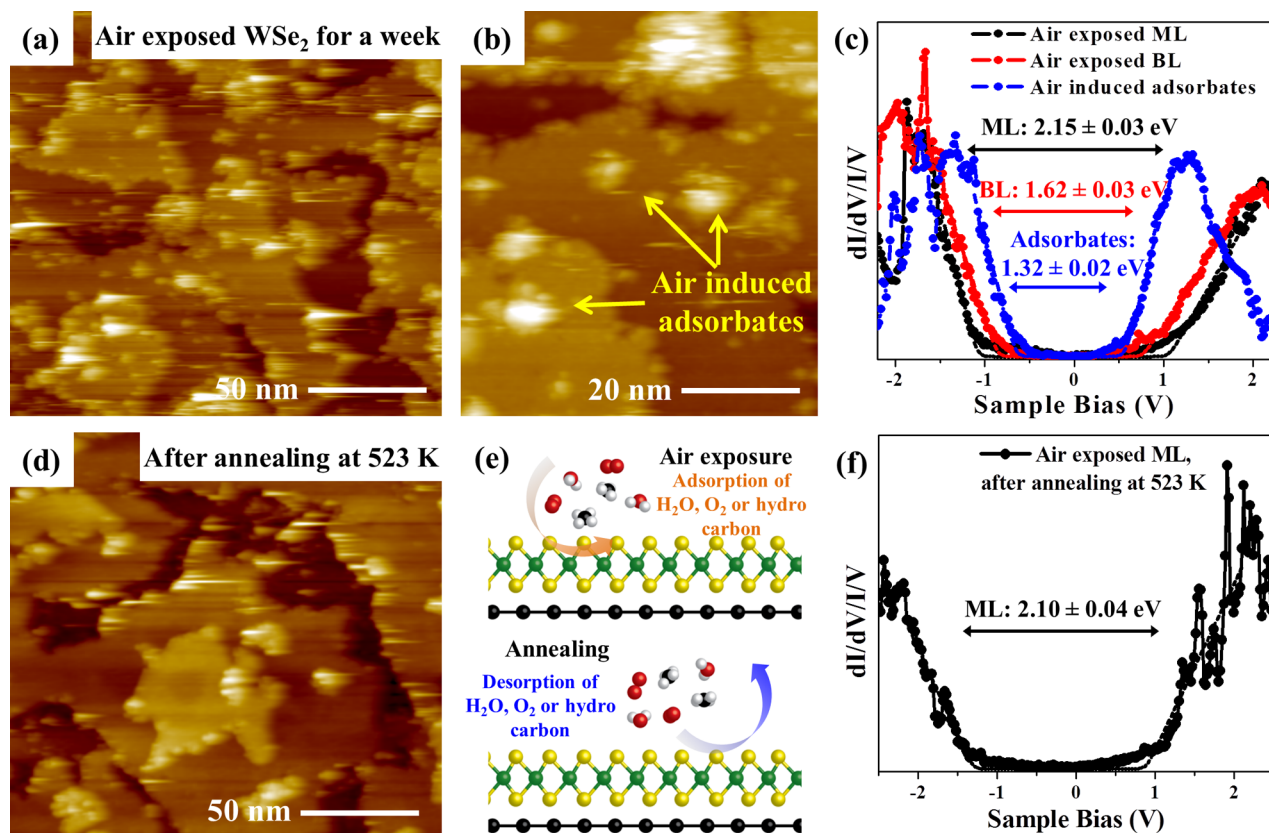 (a)
Air exposed WSe₂ for a week
50 nm
(b)
Air induced
adsorbates
20 nm
(c)
Air exposed ML
Air exposed BL
Air induced adsorbates
ML: 2.15 ± 0.03 eV
BL: 1.62 ± 0.03 eV
Adsorbates:
1.32 ± 0.02 eV
dI/dV/I/V
-2 -1 0 1 2
Sample Bias (V)
(d)
After annealing at 523 K
50 nm
(e)
Air exposure
Adsorption of
H₂O, O₂ or hydro
carbon
Annealing
Desorption of
H₂O, O₂ or hydro
carbon
(f)
Air exposed ML,
after annealing at 523 K
ML: 2.10 ± 0.04 eV
dI/dV/I/V
-2 -1 0 1 2
Sample Bias (V)